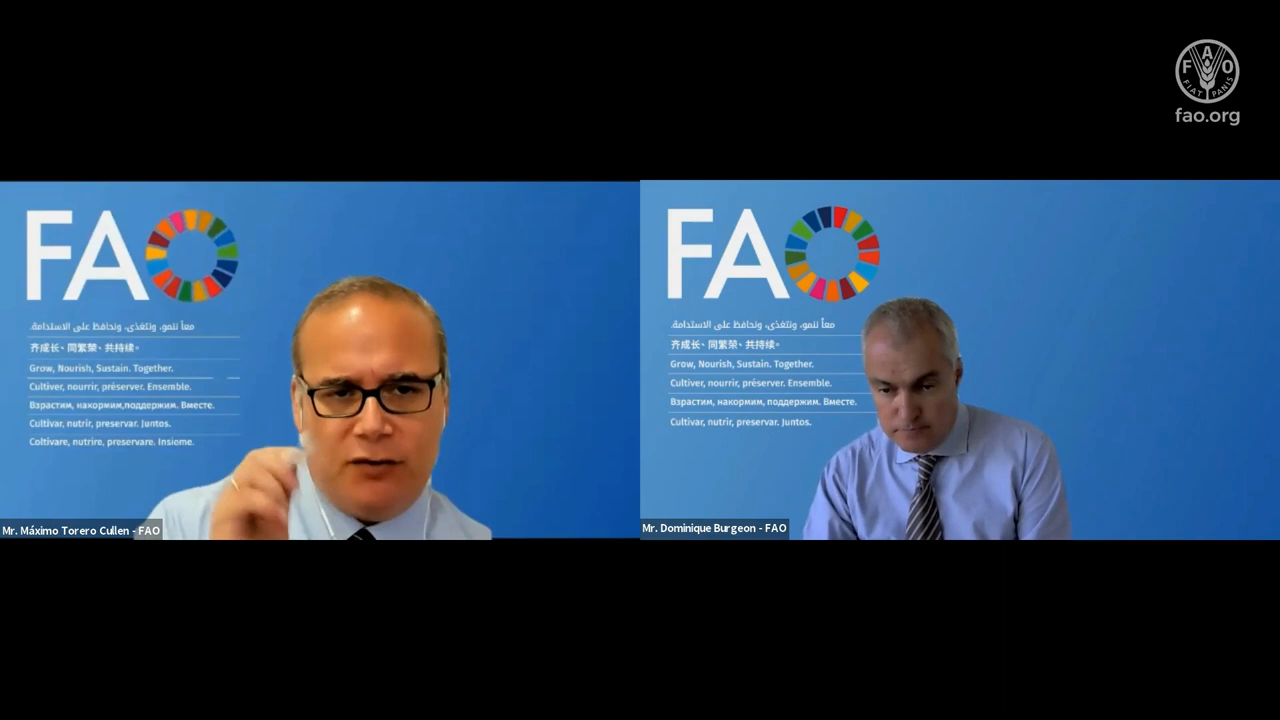 FAO
FIAT PANIS
fao.org
FAO
معاً ننمو، ونتغذى، ونحافظ على الاستدامة.
齐成长、同繁荣、共持续。
Grow, Nourish, Sustain. Together.
Cultiver, nourrir, préserver. Ensemble.
Взрастим, накормим,поддержим. Вместе.
Cultivar, nutrir, preservar. Juntos.
Coltivare, nutrire, preservare. Insieme.
Mr. Máximo Torero Cullen - FAO
FAO
معاً ننمو، ونتغذى، ونحافظ على الاستدامة.
齐成长、同繁荣、共持续。
Grow, Nourish, Sustain. Together.
Cultiver, nourrir, préserver. Ensemble.
Взрастим, накормим, поддержим. Вместе.
Cultivar, nutrir, preservar. Juntos.
Mr. Dominique Burgeon - FAO